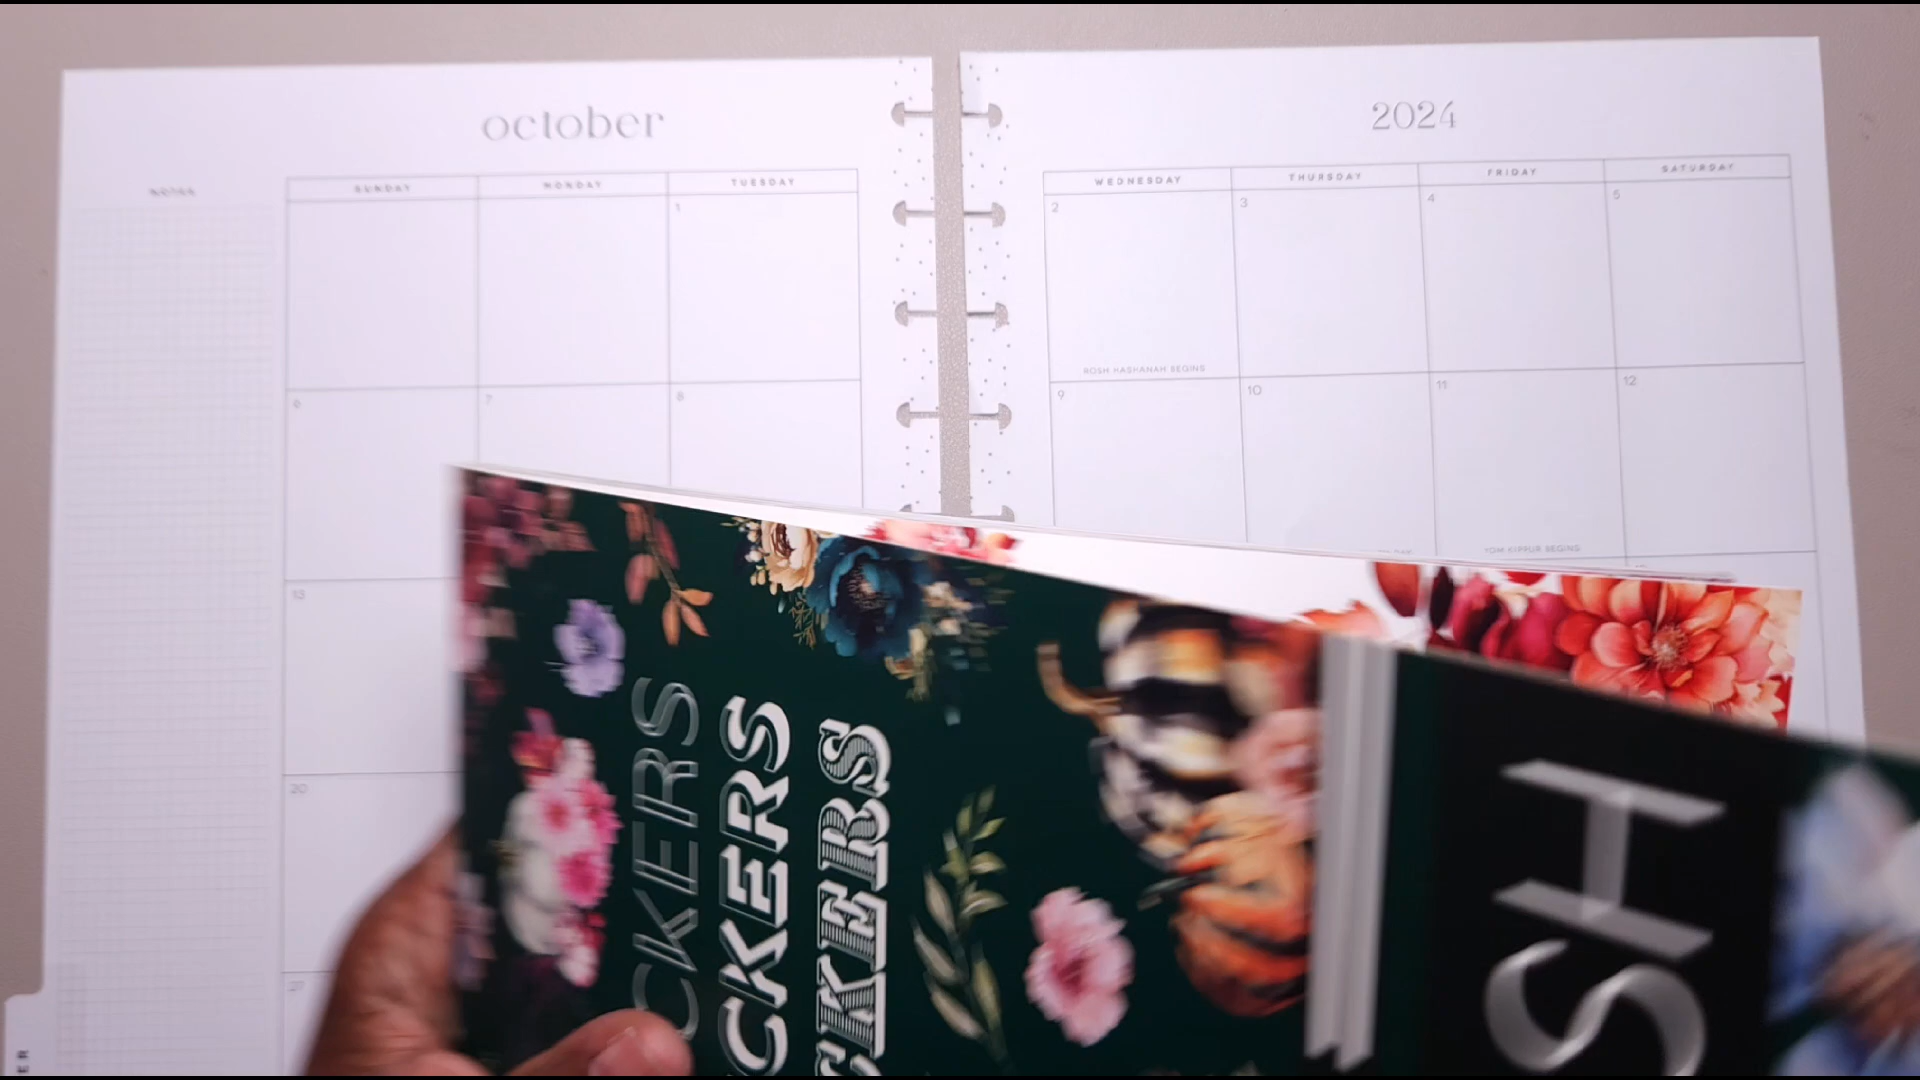 october
2024
NOTES
SUNDAY MONDAY TUESDAY
WEDNESDAY THURSDAY FRIDAY SATURDAY
1
2 3 4 5
ROSH HASHANAH BEGINS
6 7 8
9 10 11 12
YOM KIPPUR BEGINS
13
20
27
CKERS
CKERS
CKERS
SH
ER